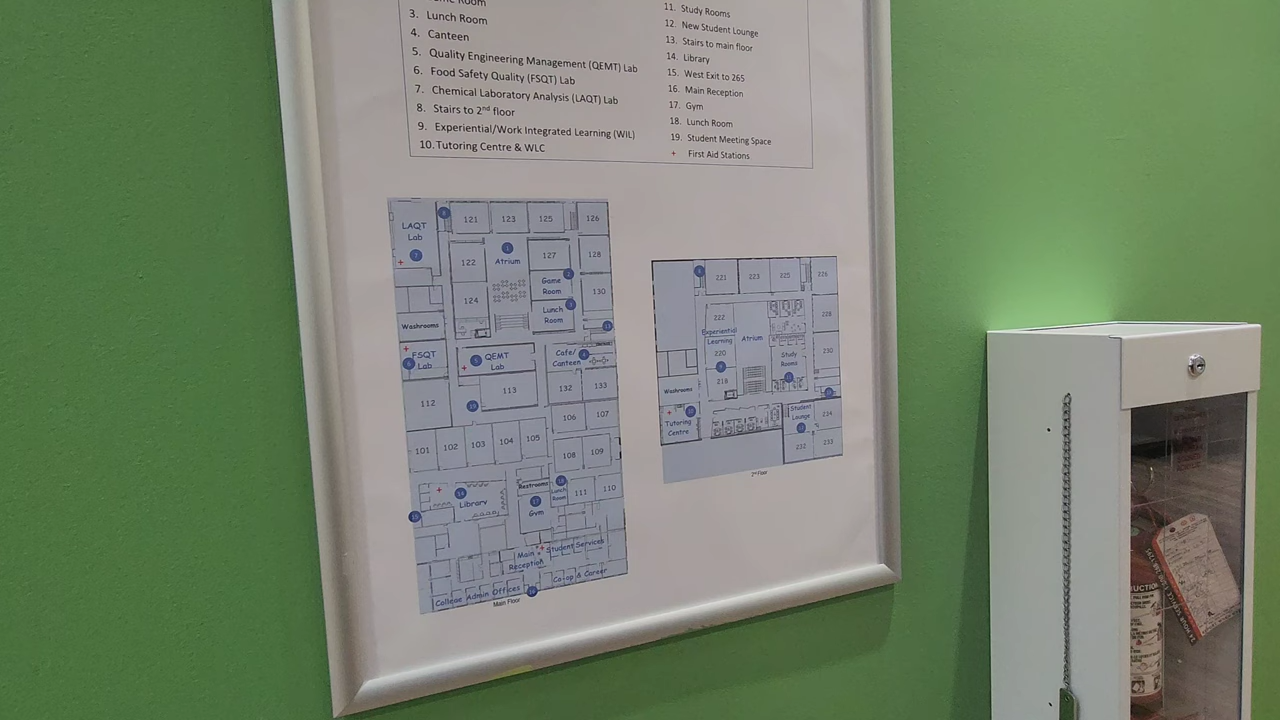 Room
3. Lunch Room
4. Canteen
5. Quality Engineering Management (QEMT) Lab
6. Food Safety Quality (FSQT) Lab
7. Chemical Laboratory Analysis (LAQT) Lab
8. Stairs to 2nd floor
9. Experiential/Work Integrated Learning (WIL)
10. Tutoring Centre & WLC
11. Study Rooms
12. New Student Lounge
13. Stairs to main floor
14. Library
15. West Exit to 265
16. Main Reception
17. Gym
18. Lunch Room
19. Student Meeting Space
+ First Aid Stations
LAQT Lab
7
121
123
125
126
Atrium
122
127
128
Game Room
124
130
Lunch Room
Washrooms
FSQT Lab
QEMT Lab
Cafe/ Canteen
113
132
133
112
106
107
101
102
103
104
105
108
109
Library
Restrooms
Gym
Lunch Room
111
110
Main Reception
Student Services
Co-op & Career
College Admin Offices
Main Floor
221
223
225
226
222
228
Experiential Learning
Atrium
220
Study Rooms
230
218
Washrooms
Tutoring Centre
Student Lounge
234
232
233
2nd Floor